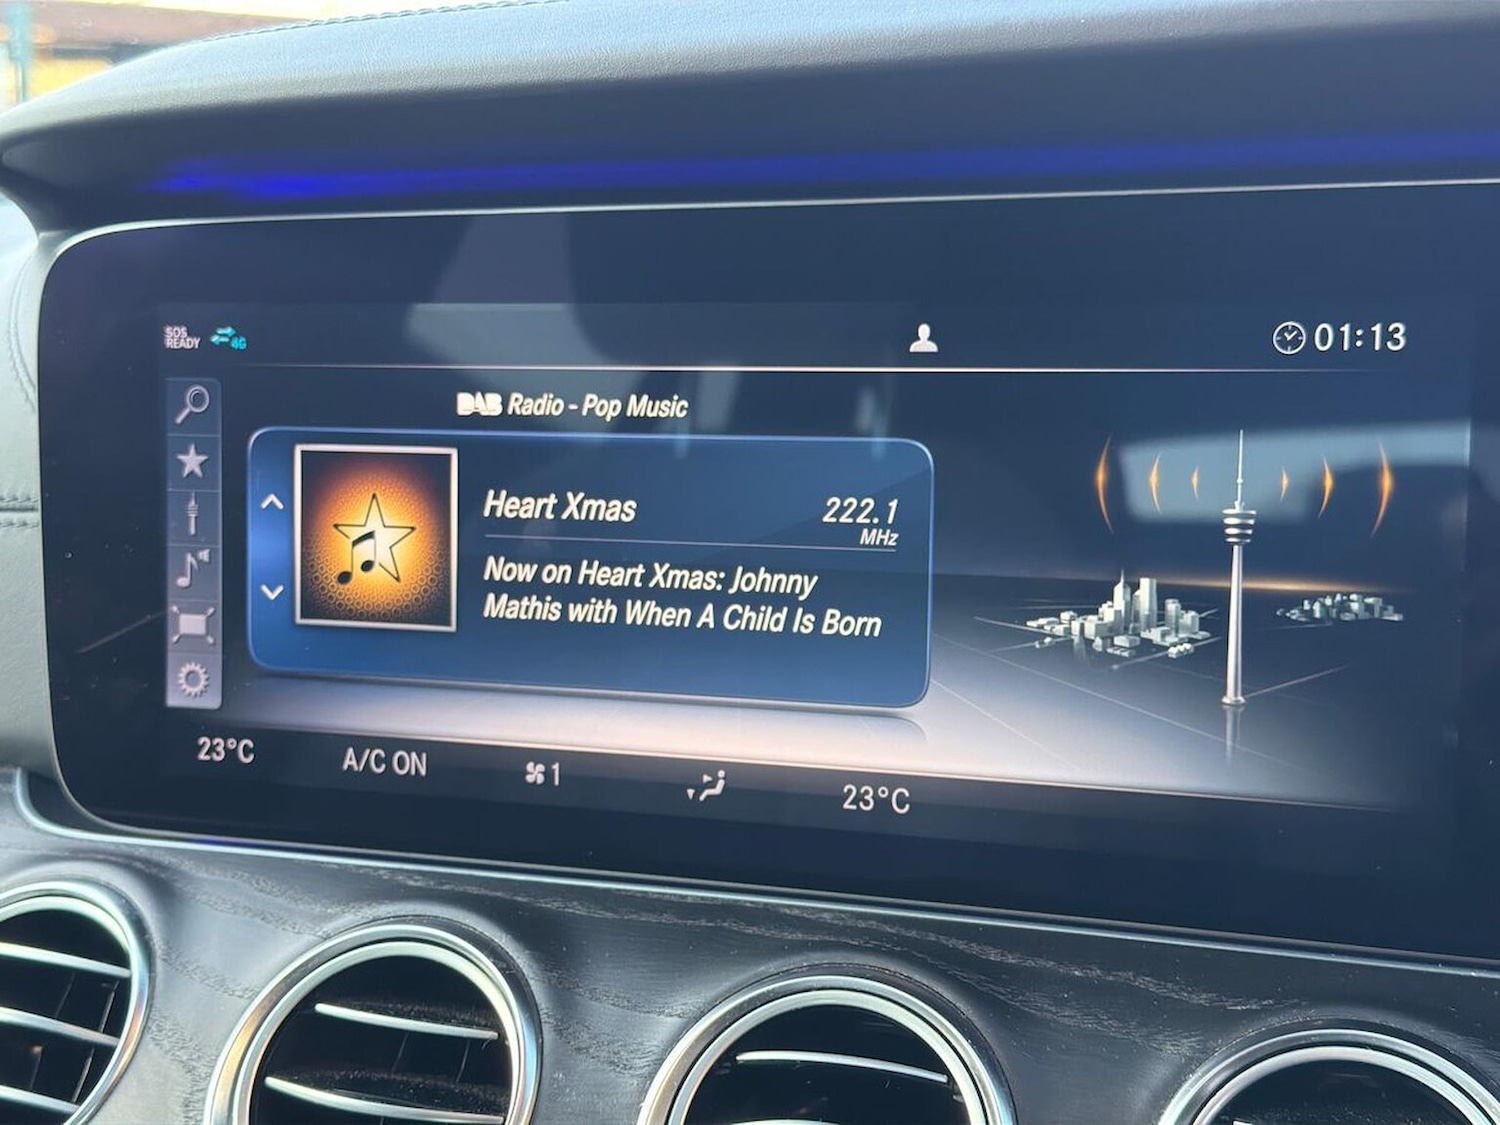 SOS
READY
4G
01:13
DAB Radio - Pop Music
Heart Xmas
222.1
MHz
Now on Heart Xmas: Johnny
Mathis with When A Child Is Born
23°C
A/C ON
1
23°C